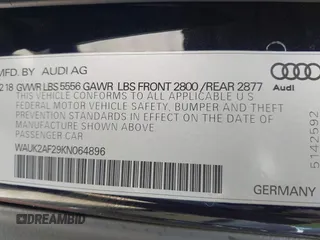 MFG. BY AUDI AG
218 GVWR LBS 5556 GAWR LBS FRONT 2800 /REAR 2877
THIS VEHICLE CONFORMS TO ALL APPLICABLE U.S
FEDERAL MOTOR VEHICLE SAFETY, BUMPER AND THEFT
PREVENTION STANDARDS IN EFFECT ON THE DATE OF
MANUFACTURE SHOWN ABOVE.
PASSENGER CAR
WAUK2AF29KN064896
Audi
5142592
GERMANY
DREAMBID